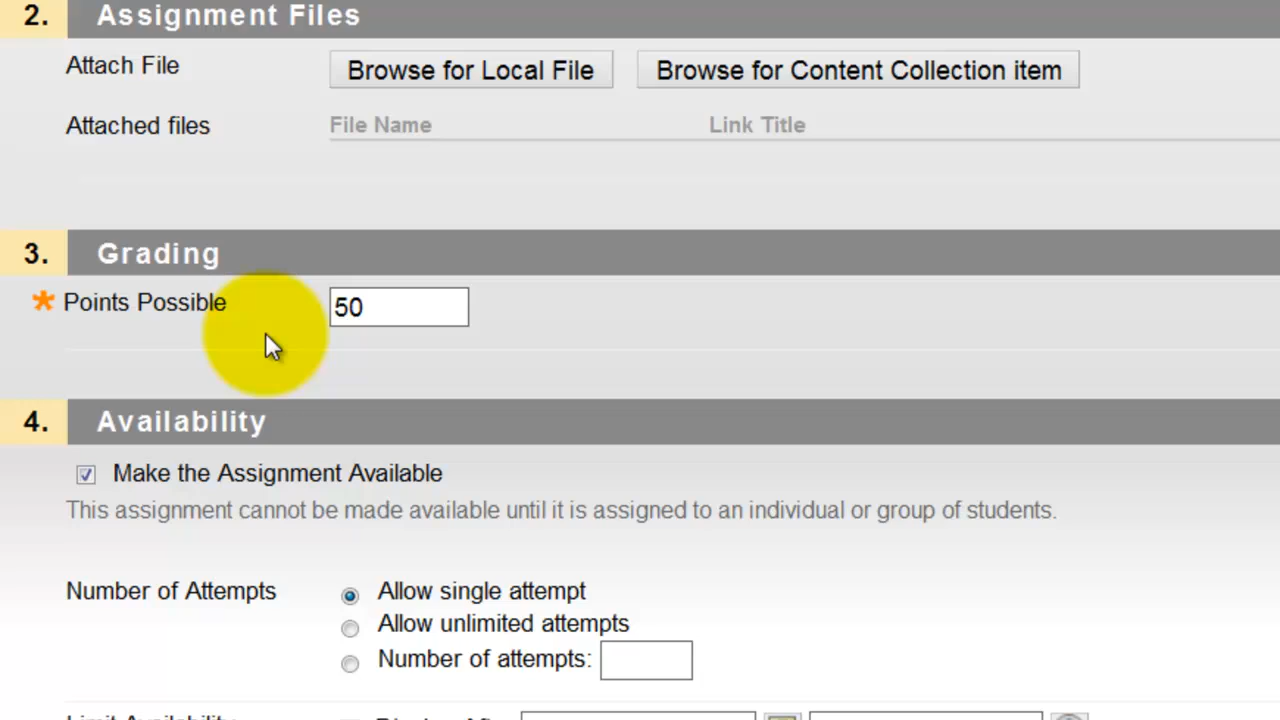 2. Assignment Files
Attach File Browse for Local File Browse for Content Collection item
Attached files File Name Link Title
3. Grading
* Points Possible 50
4. Availability
Make the Assignment Available
This assignment cannot be made available until it is assigned to an individual or group of students.
Number of Attempts Allow single attempt
Allow unlimited attempts
Number of attempts:
Limit Availability